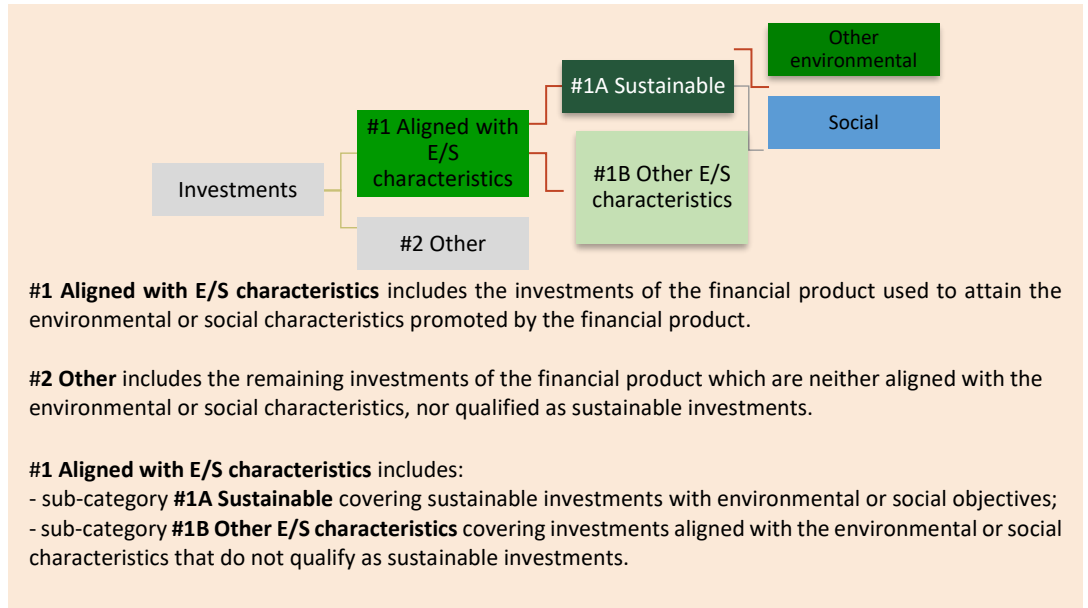 Other
environmental
#1A Sustainable
#1 Aligned with
E/S
characteristics
Social
#1B Other E/S
characteristics
Investments
#2 Other
#1 Aligned with E/S characteristics includes the investments of the financial product used to attain the
environmental or social characteristics promoted by the financial product.
#2 Other includes the remaining investments of the financial product which are neither aligned with the
environmental or social characteristics, nor qualified as sustainable investments.
#1 Aligned with E/S characteristics includes:
- sub-category #1A Sustainable covering sustainable investments with environmental or social objectives;
- sub-category #1B Other E/S characteristics covering investments aligned with the environmental or social
characteristics that do not qualify as sustainable investments.